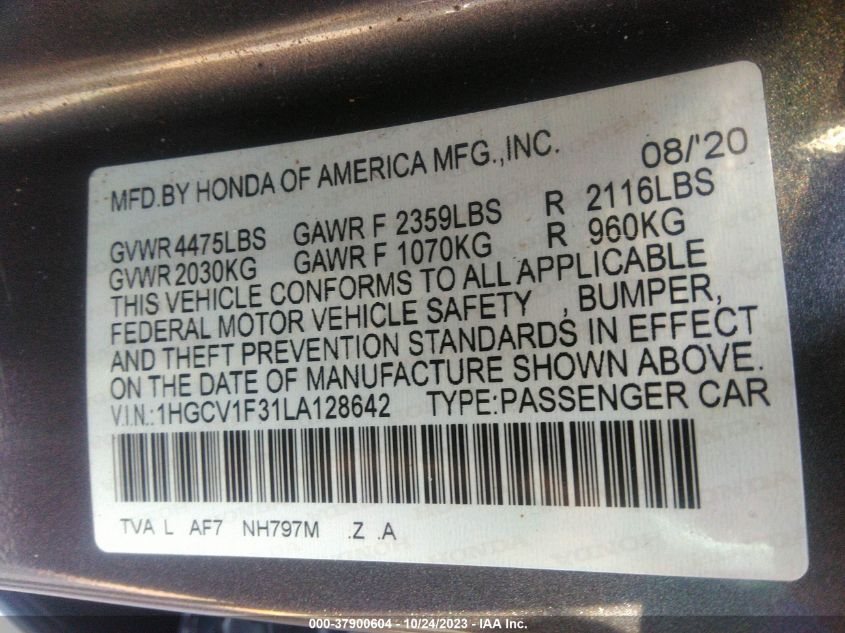 MFD.BY HONDA OF AMERICA MFG.,INC. 08/'20
GVWR 4475LBS GAWR F 2359LBS R 2116LBS
GVWR 2030KG GAWR F 1070KG R 960KG
THIS VEHICLE CONFORMS TO ALL APPLICABLE
FEDERAL MOTOR VEHICLE SAFETY , BUMPER,
AND THEFT PREVENTION STANDARDS IN EFFECT
ON THE DATE OF MANUFACTURE SHOWN ABOVE.
V.I.N.:1HGCV1F31LA128642 TYPE:PASSENGER CAR
TVA L AF7 NH797M .Z .A
000-37900604 - 10/24/2023 - IAA Inc.